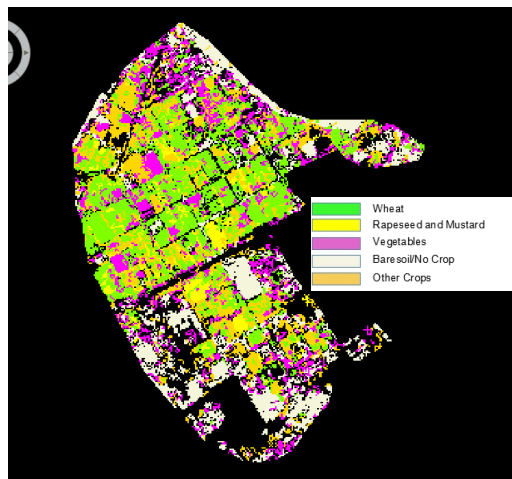 Wheat
Rapeseed and Mustard
Vegetables
Baresoil/No Crop
Other Crops